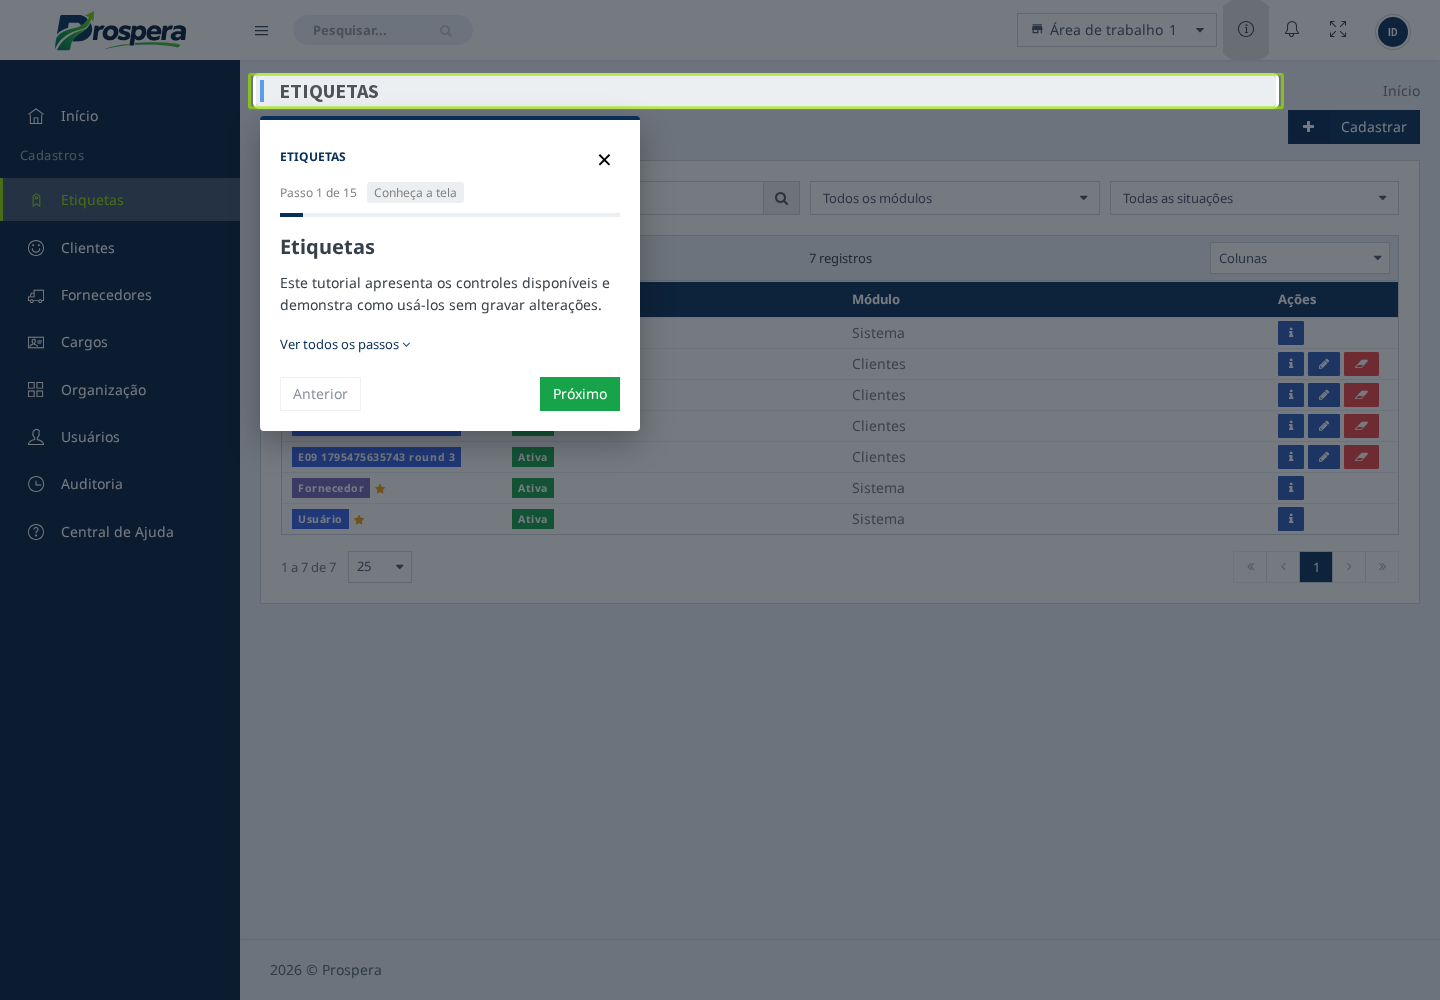 Prospera
Pesquisar...
Área de trabalho 1
ID
Início
Cadastros
Etiquetas
Clientes
Fornecedores
Cargos
Organização
Usuários
Auditoria
Central de Ajuda
ETIQUETAS
Início
Cadastrar
ETIQUETAS
Passo 1 de 15 Conheça a tela
Etiquetas
Este tutorial apresenta os controles disponíveis e
demonstra como usá-los sem gravar alterações.
Ver todos os passos
Anterior
Próximo
Todos os módulos
Todas as situações
7 registros
Colunas
Módulo Ações
Sistema
Clientes
Clientes
Clientes
E09 1795475635743 round 3 Ativa Clientes
Fornecedor Ativa Sistema
Usuário Ativa Sistema
1 a 7 de 7 25
« ‹ 1 › »
2026 © Prospera